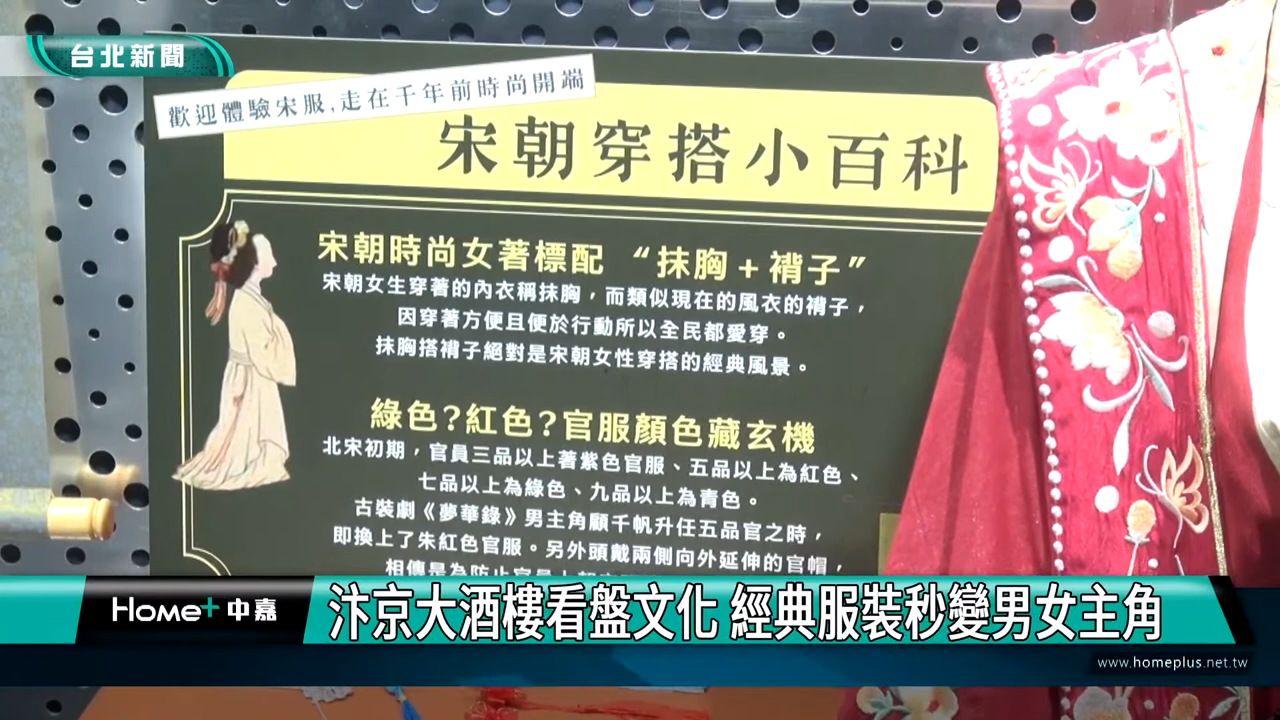 台北新聞
歡迎體驗宋服,走在千年前時尚開端
宋朝穿搭小百科
宋朝時尚女著標配 “抹胸+褙子”
宋朝女生穿著的內衣稱抹胸，而類似現在的風衣的褙子，
因穿著方便且便於行動所以全民都愛穿。
抹胸搭褙子絕對是宋朝女性穿搭的經典風景。
綠色?紅色?官服顏色藏玄機
北宋初期，官員三品以上著紫色官服、五品以上為紅色、
七品以上為綠色、九品以上為青色。
古裝劇《夢華錄》男主角顧千帆升任五品官之時，
即換上了朱紅色官服。另外頭戴兩側向外延伸的官帽，
相傳是為防止官員上朝
Home+中嘉
汴京大酒樓看盤文化 經典服裝秒變男女主角
www.homeplus.net.tw